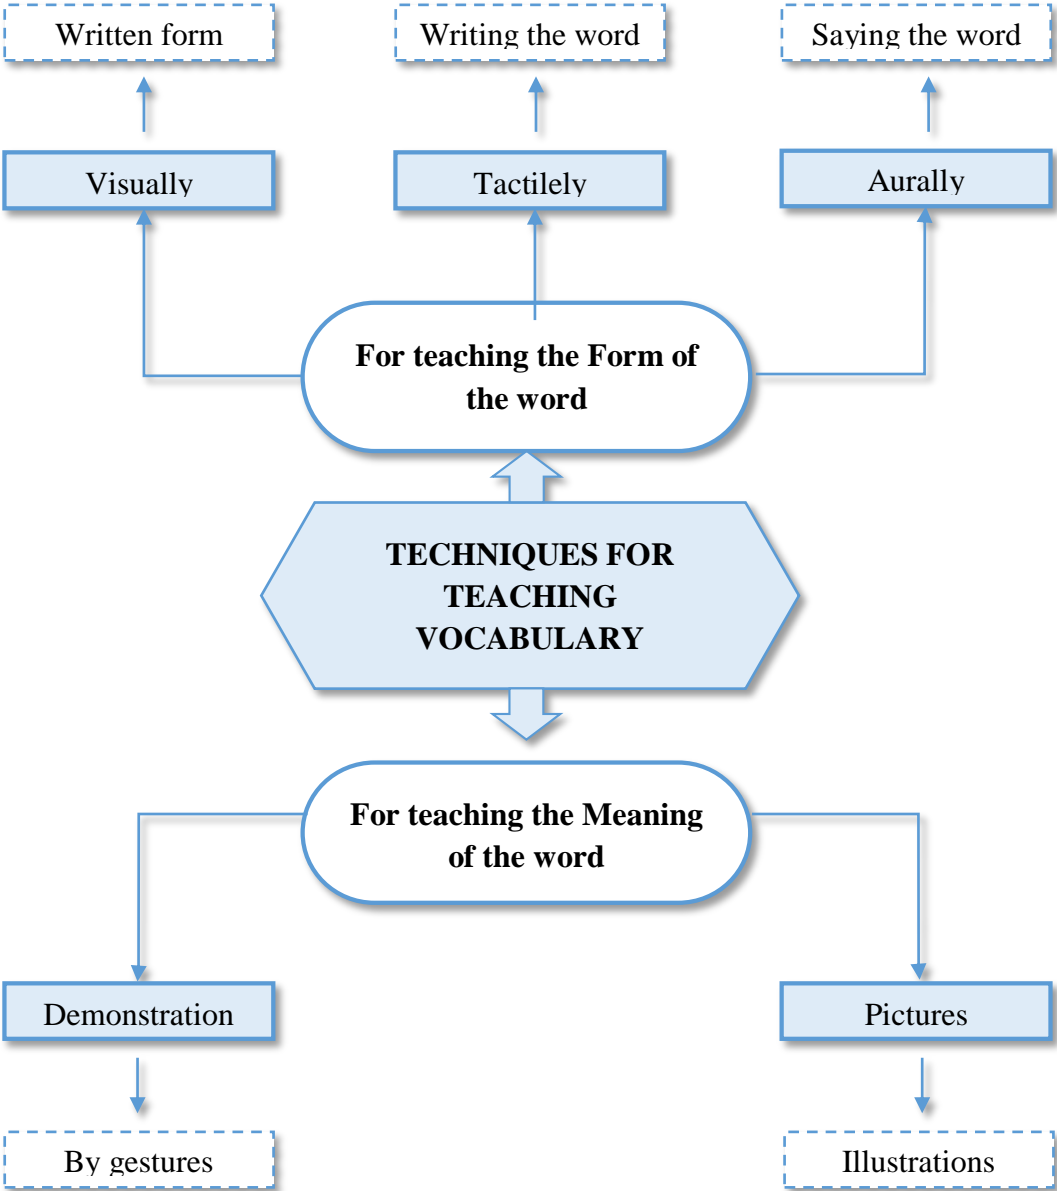 Written form
Writing the word
Saying the word
Visually
Tactilely
Aurally
For teaching the Form of
the word
TECHNIQUES FOR
TEACHING
VOCABULARY
For teaching the Meaning
of the word
Demonstration
Pictures
By gestures
Illustrations